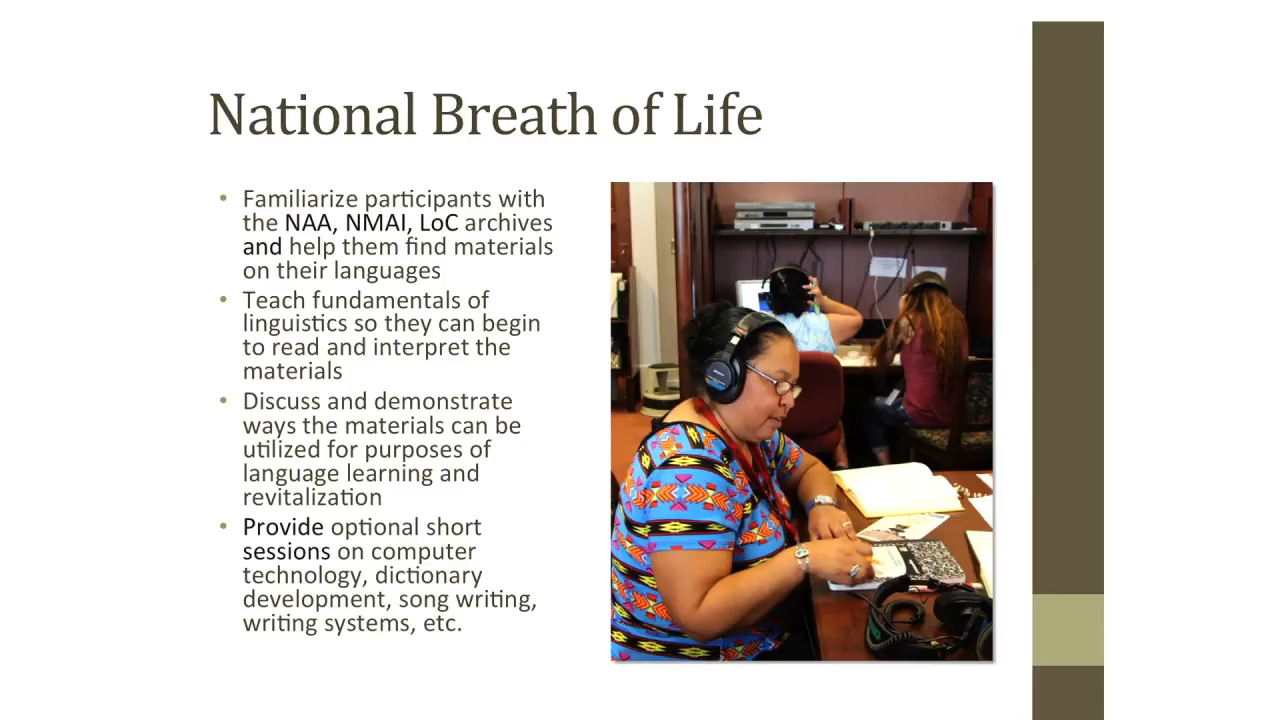 National Breath of Life
• Familiarize participants with
the NAA, NMAI, LoC archives
and help them find materials
on their languages
• Teach fundamentals of
linguistics so they can begin
to read and interpret the
materials
• Discuss and demonstrate
ways the materials can be
utilized for purposes of
language learning and
revitalization
• Provide optional short
sessions on computer
technology, dictionary
development, song writing,
writing systems, etc.
SONY